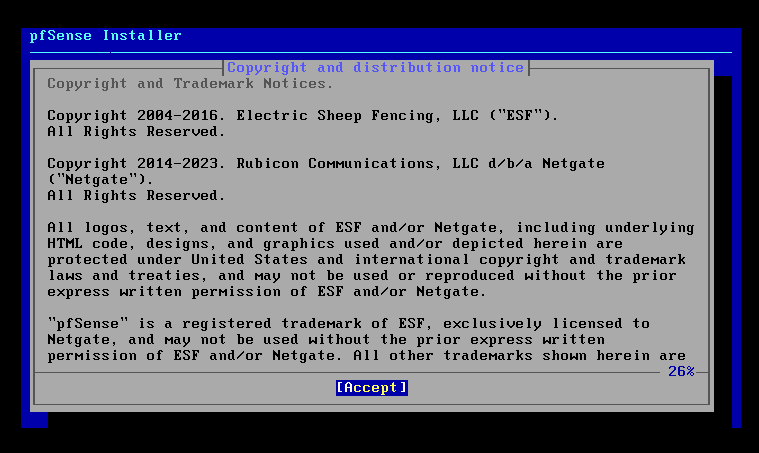 pfSense Installer
Copyright and distribution notice
Copyright and Trademark Notices.
Copyright 2004-2016. Electric Sheep Fencing, LLC ("ESF").
All Rights Reserved.
Copyright 2014-2023. Rubicon Communications, LLC d/b/a Netgate
("Netgate").
All Rights Reserved.
All logos, text, and content of ESF and/or Netgate, including underlying
HTML code, designs, and graphics used and/or depicted herein are
protected under United States and international copyright and trademark
laws and treaties, and may not be used or reproduced without the prior
express written permission of ESF and/or Netgate.
"pfSense" is a registered trademark of ESF, exclusively licensed to
Netgate, and may not be used without the prior express written
permission of ESF and/or Netgate. All other trademarks shown herein are
26%
[Accept]